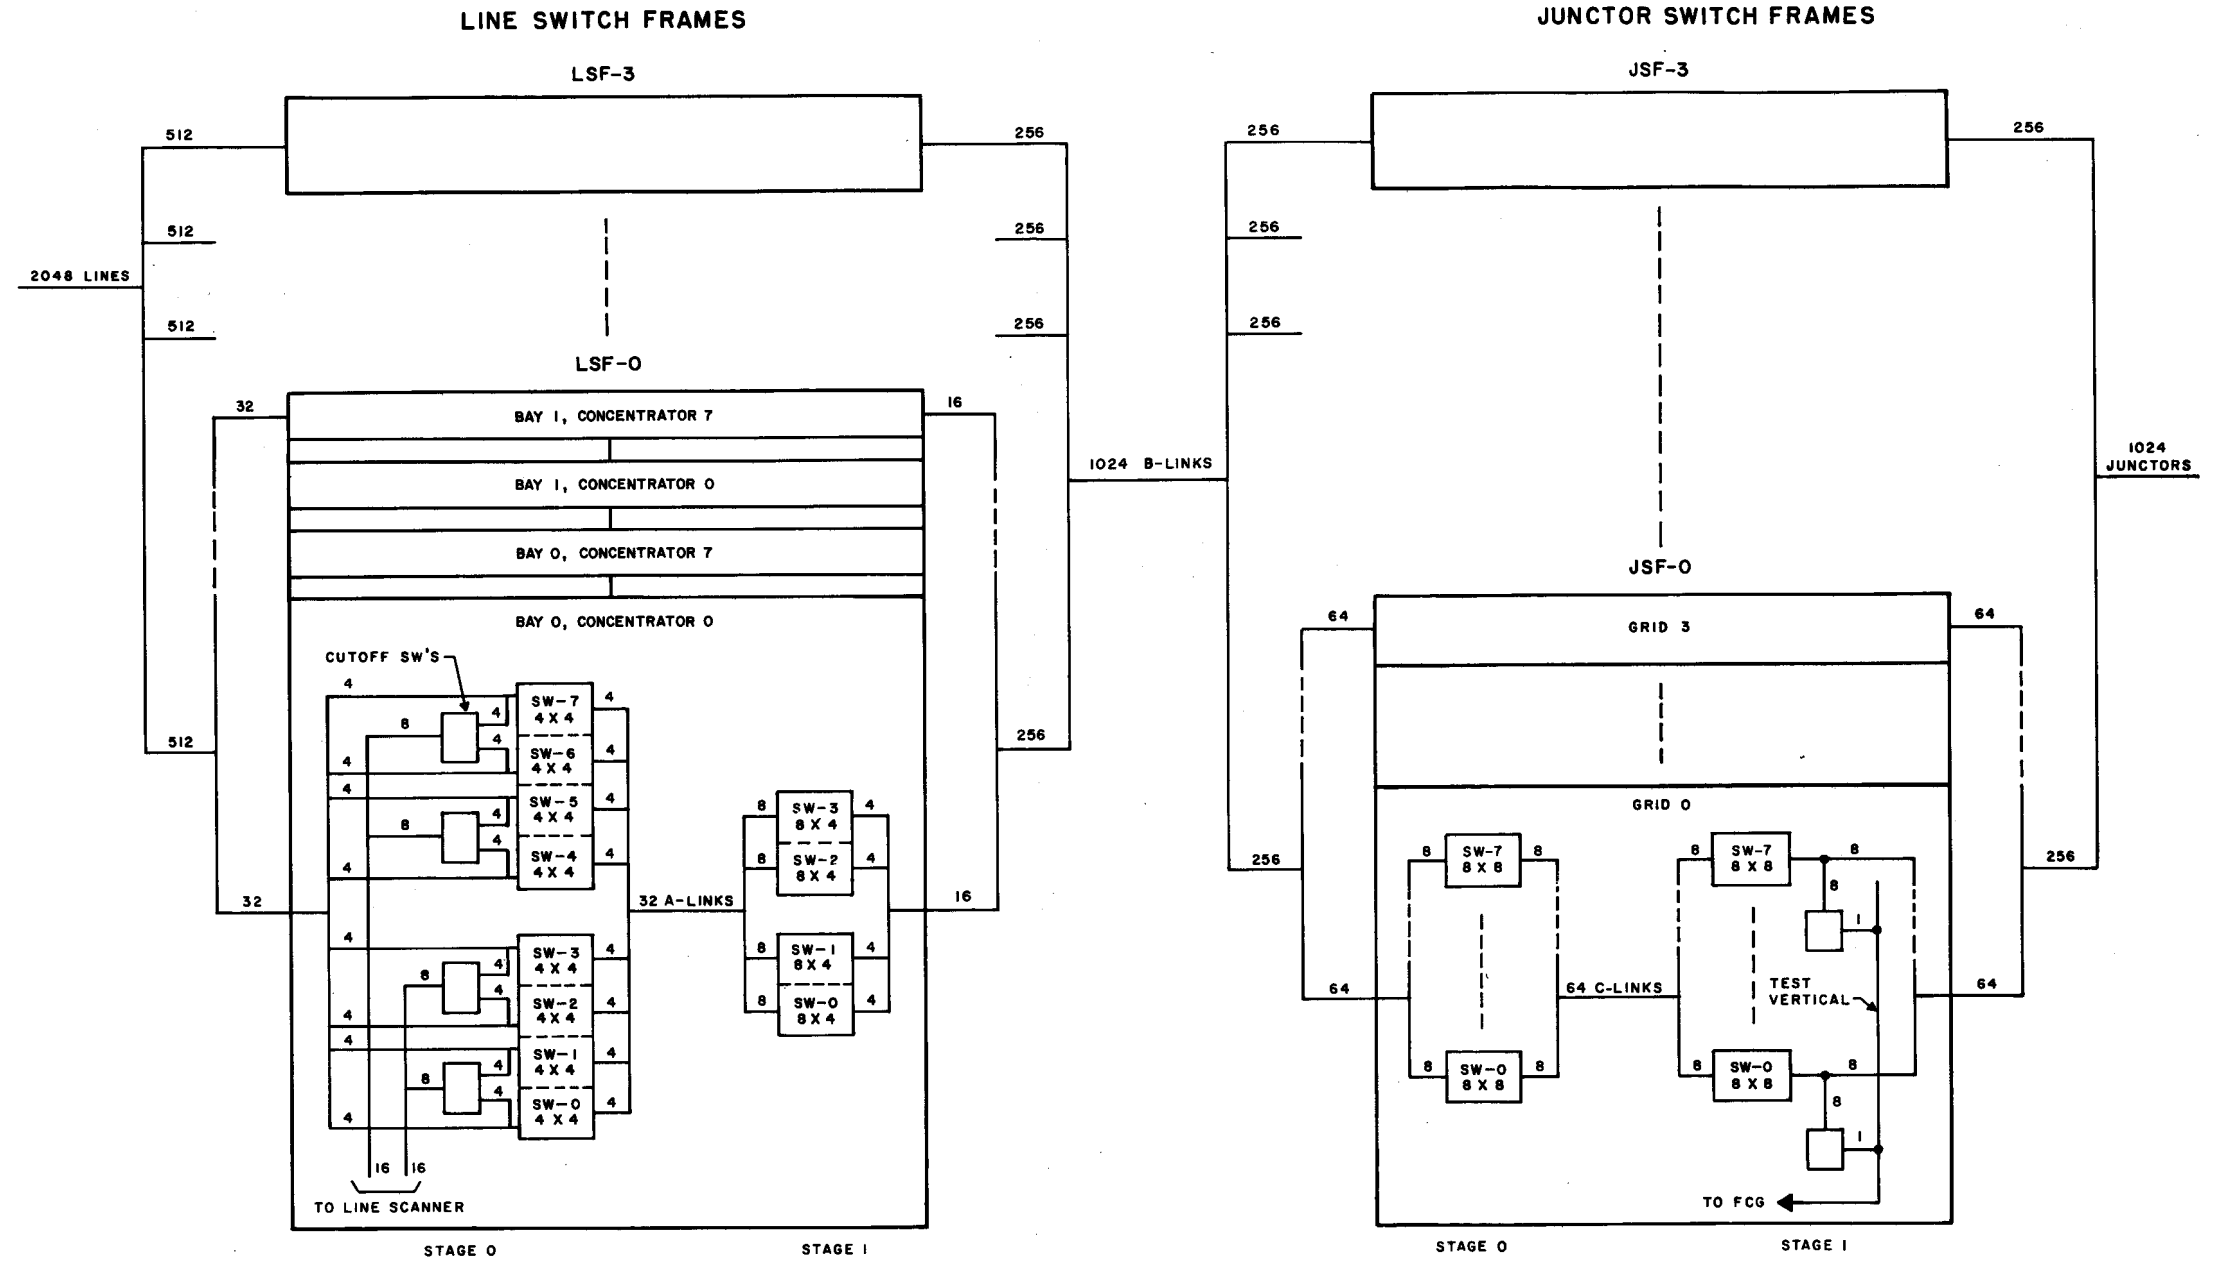 LINE SWITCH FRAMES
LSF-3
512
256
512
256
2048 LINES
512
256
LSF-0
32
BAY 1, CONCENTRATOR 7
16
BAY 1, CONCENTRATOR 0
BAY 0, CONCENTRATOR 7
BAY 0, CONCENTRATOR 0
512
256
32
CUTOFF SW'S
4
8
4
4
SW-7
4 X 4
4
4
SW-6
4 X 4
4
4
8
4
4
SW-5
4 X 4
4
4
SW-4
4 X 4
4
4
8
4
4
SW-3
4 X 4
4
4
SW-2
4 X 4
4
4
8
4
4
SW-1
4 X 4
4
4
SW-0
4 X 4
4
32 A-LINKS
8
SW-3
8 X 4
4
8
SW-2
8 X 4
4
8
SW-1
8 X 4
4
8
SW-0
8 X 4
4
16
16
16
TO LINE SCANNER
STAGE 0
STAGE 1
1024 B-LINKS
JUNCTOR SWITCH FRAMES
JSF-3
256
256
256
256
1024
JUNCTORS
JSF-0
64
GRID 3
64
GRID 0
256
256
64
8
SW-7
8 X 8
8
8
SW-0
8 X 8
8
64 C-LINKS
8
SW-7
8 X 8
8
8
1
TEST
VERTICAL
8
SW-0
8 X 8
8
8
1
64
TO FCG
STAGE 0
STAGE 1